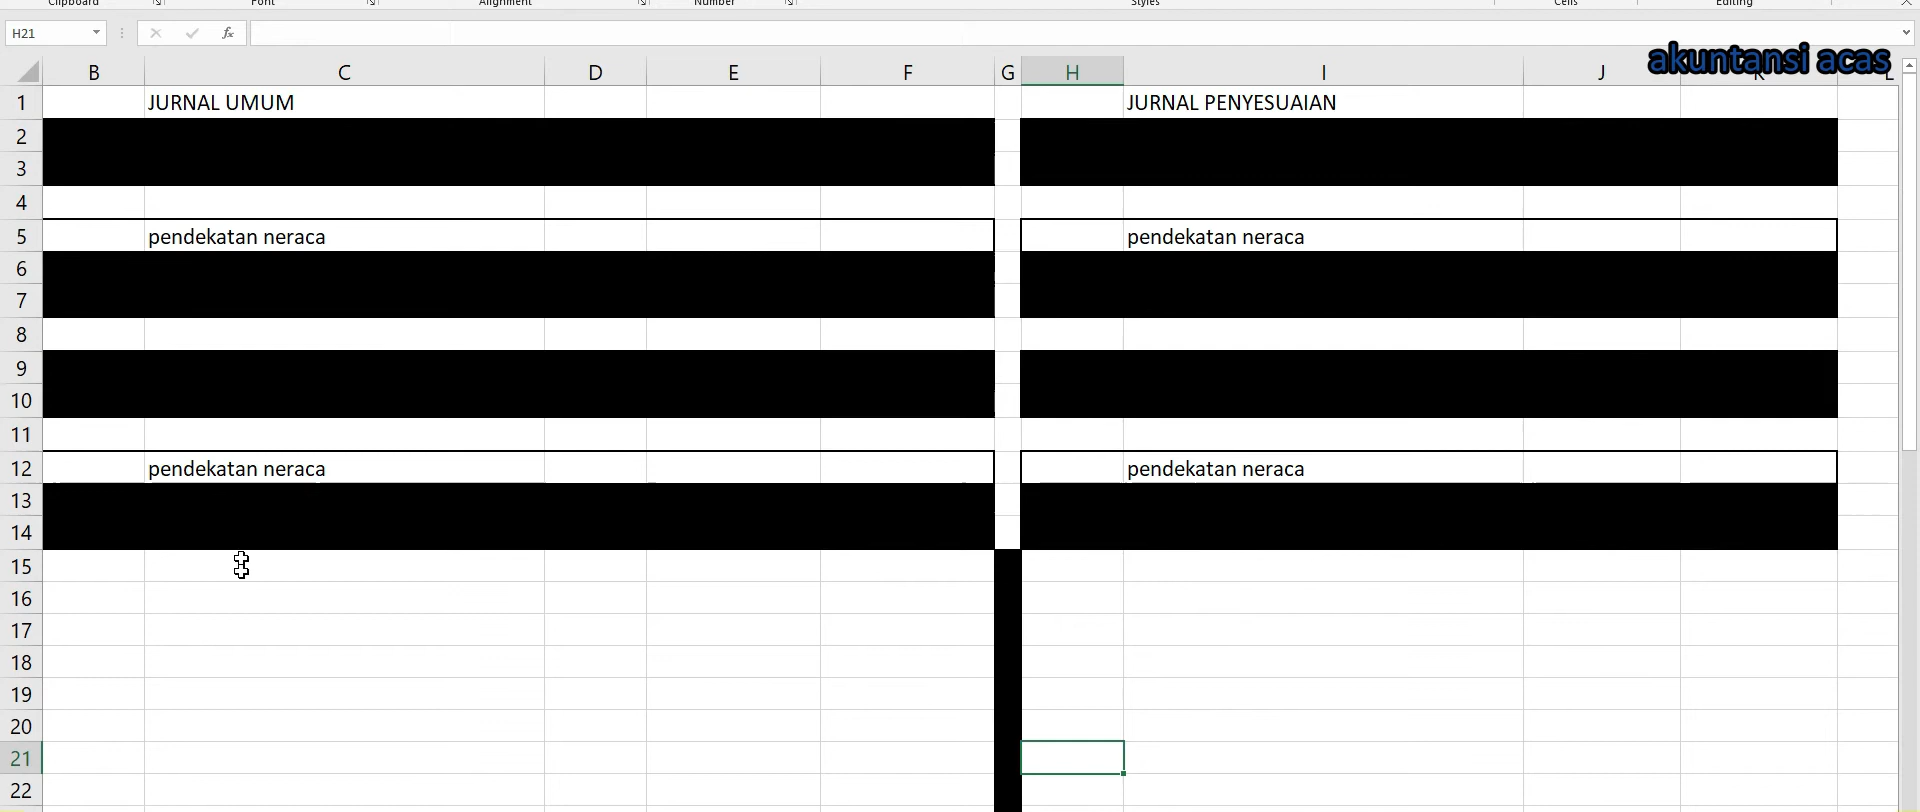 Clipboard Font Alignment Number Styles Cells Editing
H21 fx
akuntansi acas
B C D E F G H I J K L
1 JURNAL UMUM JURNAL PENYESUAIAN
2
3
4
5 pendekatan neraca pendekatan neraca
6
7
8
9
10
11
12 pendekatan neraca pendekatan neraca
13
14
15
16
17
18
19
20
21
22